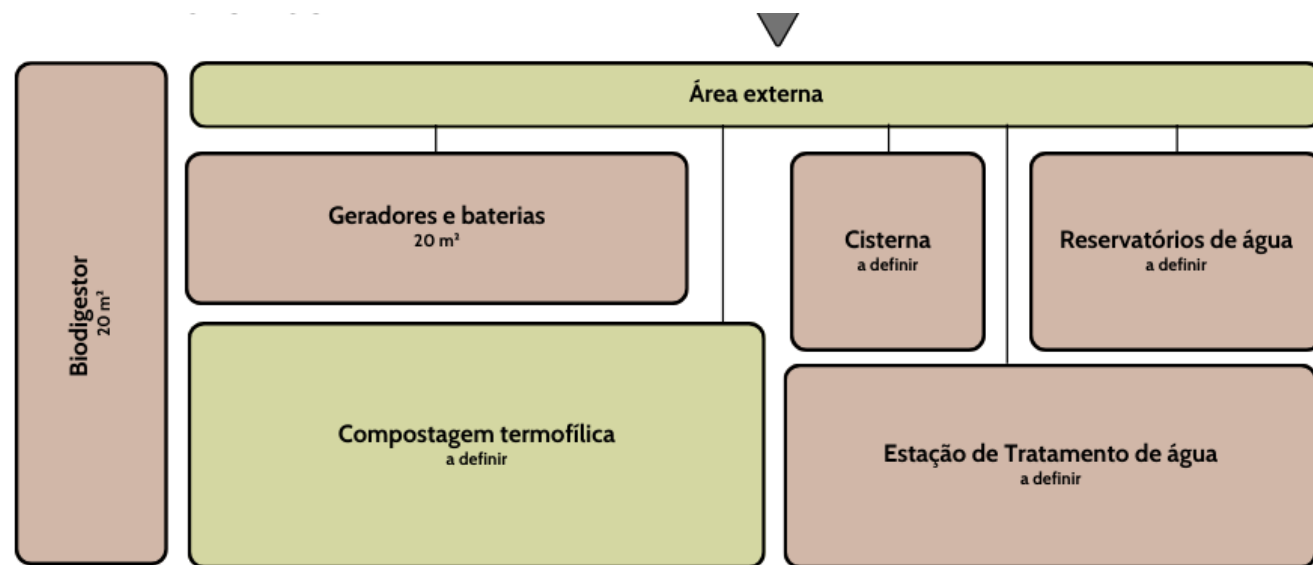 Área externa
Geradores e baterias
20 m²
Cisterna
a definir
Reservatórios de água
a definir
Biodigestor
20 m²
Compostagem termofílica
a definir
Estação de Tratamento de água
a definir